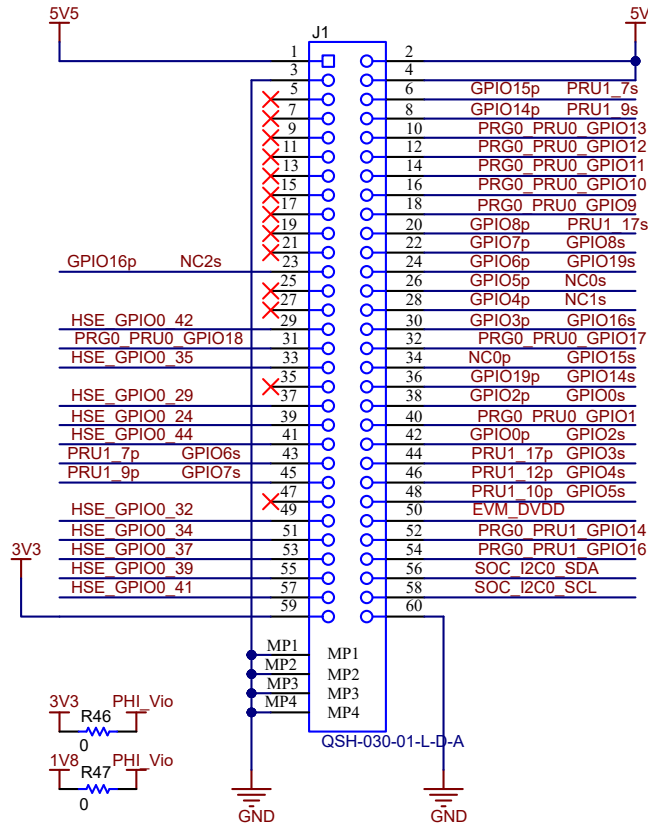 5V5
5V
J1
1 2
3 4
5 6 GPIO15p PRU1_7s
7 8 GPIO14p PRU1_9s
9 10 PRG0_PRU0_GPIO13
11 12 PRG0_PRU0_GPIO12
13 14 PRG0_PRU0_GPIO11
15 16 PRG0_PRU0_GPIO10
17 18 PRG0_PRU0_GPIO9
19 20 GPIO8p PRU1_17s
21 22 GPIO7p GPIO8s
GPIO16p NC2s 23 24 GPIO6p GPIO19s
25 26 GPIO5p NC0s
27 28 GPIO4p NC1s
HSE_GPIO0_42 29 30 GPIO3p GPIO16s
PRG0_PRU0_GPIO18 31 32 PRG0_PRU0_GPIO17
HSE_GPIO0_35 33 34 NC0p GPIO15s
35 36 GPIO19p GPIO14s
HSE_GPIO0_29 37 38 GPIO2p GPIO0s
HSE_GPIO0_24 39 40 PRG0_PRU0_GPIO1
HSE_GPIO0_44 41 42 GPIO0p GPIO2s
PRU1_7p GPIO6s 43 44 PRU1_17p GPIO3s
PRU1_9p GPIO7s 45 46 PRU1_12p GPIO4s
47 48 PRU1_10p GPIO5s
HSE_GPIO0_32 49 50 EVM_DVDD
HSE_GPIO0_34 51 52 PRG0_PRU1_GPIO14
3V3
HSE_GPIO0_37 53 54 PRG0_PRU1_GPIO16
HSE_GPIO0_39 55 56 SOC_I2C0_SDA
HSE_GPIO0_41 57 58 SOC_I2C0_SCL
59 60
MP1 MP1
MP2 MP2
MP3 MP3
MP4 MP4
QSH-030-01-L-D-A
3V3 R46 PHI_Vio
0
1V8 R47 PHI_Vio
0
GND
GND